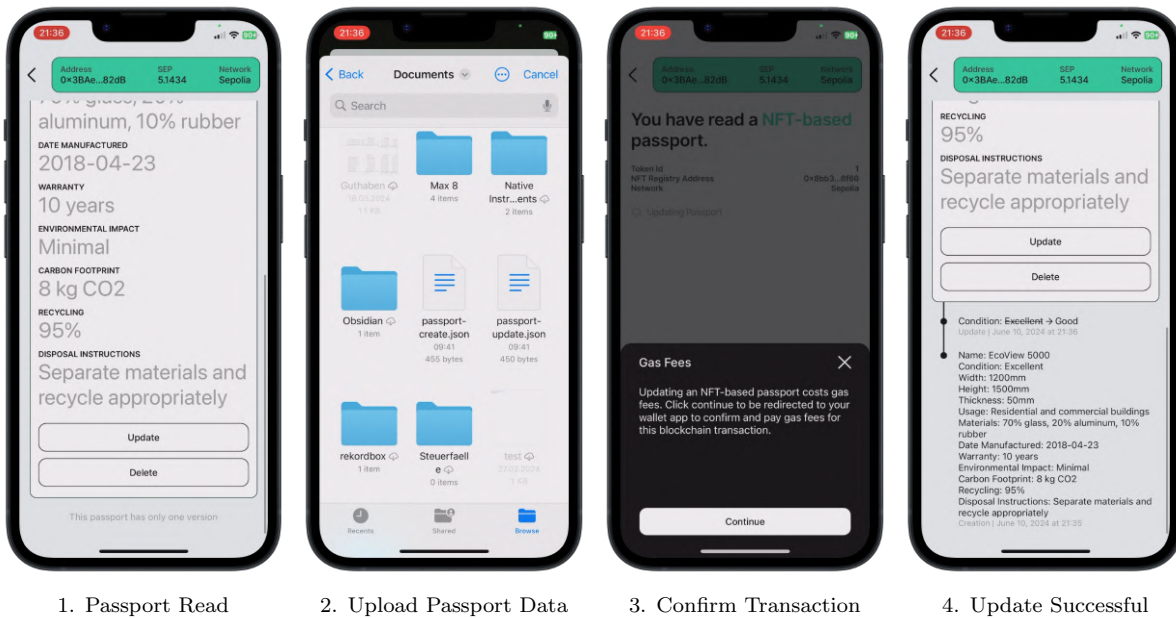 21:36
90+
Address
0×3BAe...82dB
SEP
5.1434
Network
Sepolia
aluminum, 10% rubber
DATE MANUFACTURED
2018-04-23
WARRANTY
10 years
ENVIRONMENTAL IMPACT
Minimal
CARBON FOOTPRINT
8 kg CO2
RECYCLING
95%
DISPOSAL INSTRUCTIONS
Separate materials and
recycle appropriately
Update
Delete
This passport has only one version
1. Passport Read
21:36
90+
Back
Documents
Cancel
Search
Guthaben
18.03.2024
11 KB
Max 8
4 items
Native
Instr...ents
2 items
Obsidian
1 item
passport-
create.json
09:41
455 bytes
passport-
update.json
09:41
450 bytes
rekordbox
1 item
Steuerfaell
e
0 items
test
27.02.2024
Recents
Shared
Browse
2. Upload Passport Data
21:36
90+
Address
0×3BAe...82dB
SEP
5.1434
Network
Sepolia
You have read a NFT-based
passport.
Token Id
1
NFT Registry Address
Network
Sepolia
Updating Passport
Gas Fees
Updating an NFT-based passport costs gas
fees. Click continue to be redirected to your
wallet app to confirm and pay gas fees for
this blockchain transaction.
Continue
3. Confirm Transaction
21:36
90+
Address
0×3BAe...82dB
SEP
5.1434
Network
Sepolia
RECYCLING
95%
DISPOSAL INSTRUCTIONS
Separate materials and
recycle appropriately
Update
Delete
Condition: Excellent → Good
Update | June 10, 2024 at 21:36
Name: EcoView 5000
Condition: Excellent
Width: 1200mm
Height: 1500mm
Thickness: 50mm
Usage: Residential and commercial buildings
Materials: 70% glass, 20% aluminum, 10%
rubber
Date Manufactured: 2018-04-23
Warranty: 10 years
Environmental Impact: Minimal
Carbon Footprint: 8 kg CO2
Recycling: 95%
Disposal Instructions: Separate materials and
recycle appropriately
Creation | June 10, 2024 at 21:35
4. Update Successful